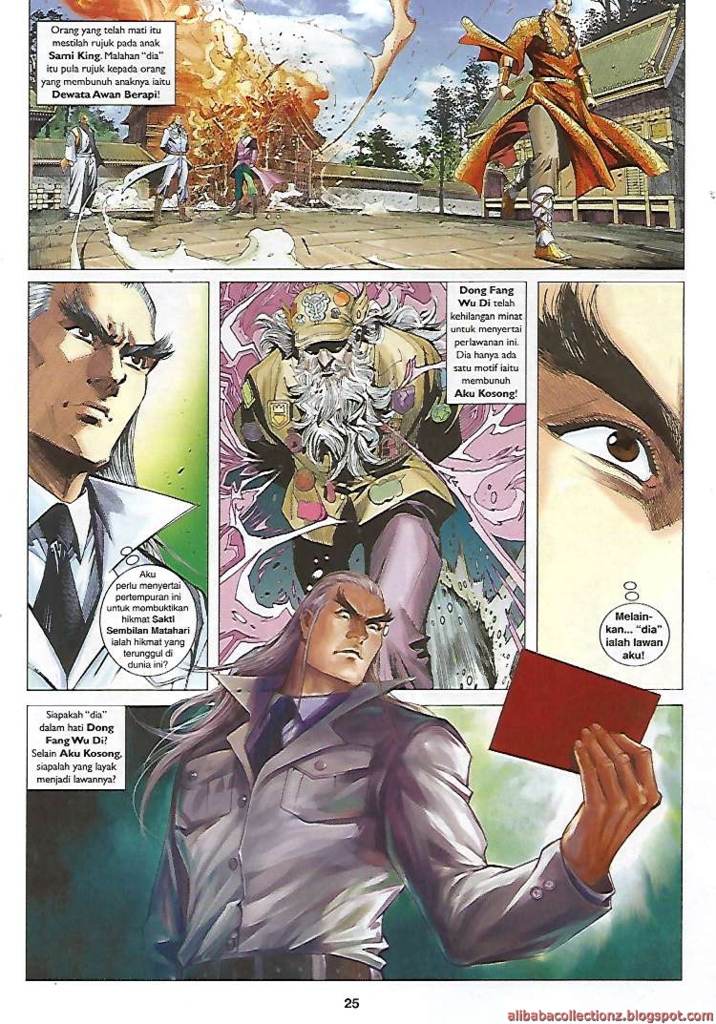 Orang yang telah mati itu
mestilah rujuk pada anak
Sami King. Malahan "dia"
itu pula rujuk kepada orang
yang membunuh anaknya iaitu
Dewata Awan Berapi!
Dong Fang
Wu Di telah
kehilangan minat
untuk menyertai
perlawanan ini.
Dia hanya ada
satu motif iaitu
membunuh
Aku Kosong!
Aku
perlu menyertai
pertempuran ini
untuk membuktikan
hikmat Sakti
Sembilan Matahari
ialah hikmat yang
terunggul di
dunia ini?
Melain-
kan... "dia"
ialah lawan
aku!
Siapakah "dia"
dalam hati Dong
Fang Wu Di?
Selain Aku Kosong,
siapalah yang layak
menjadi lawannya?
25
alibabacollectionz.blogspot.com